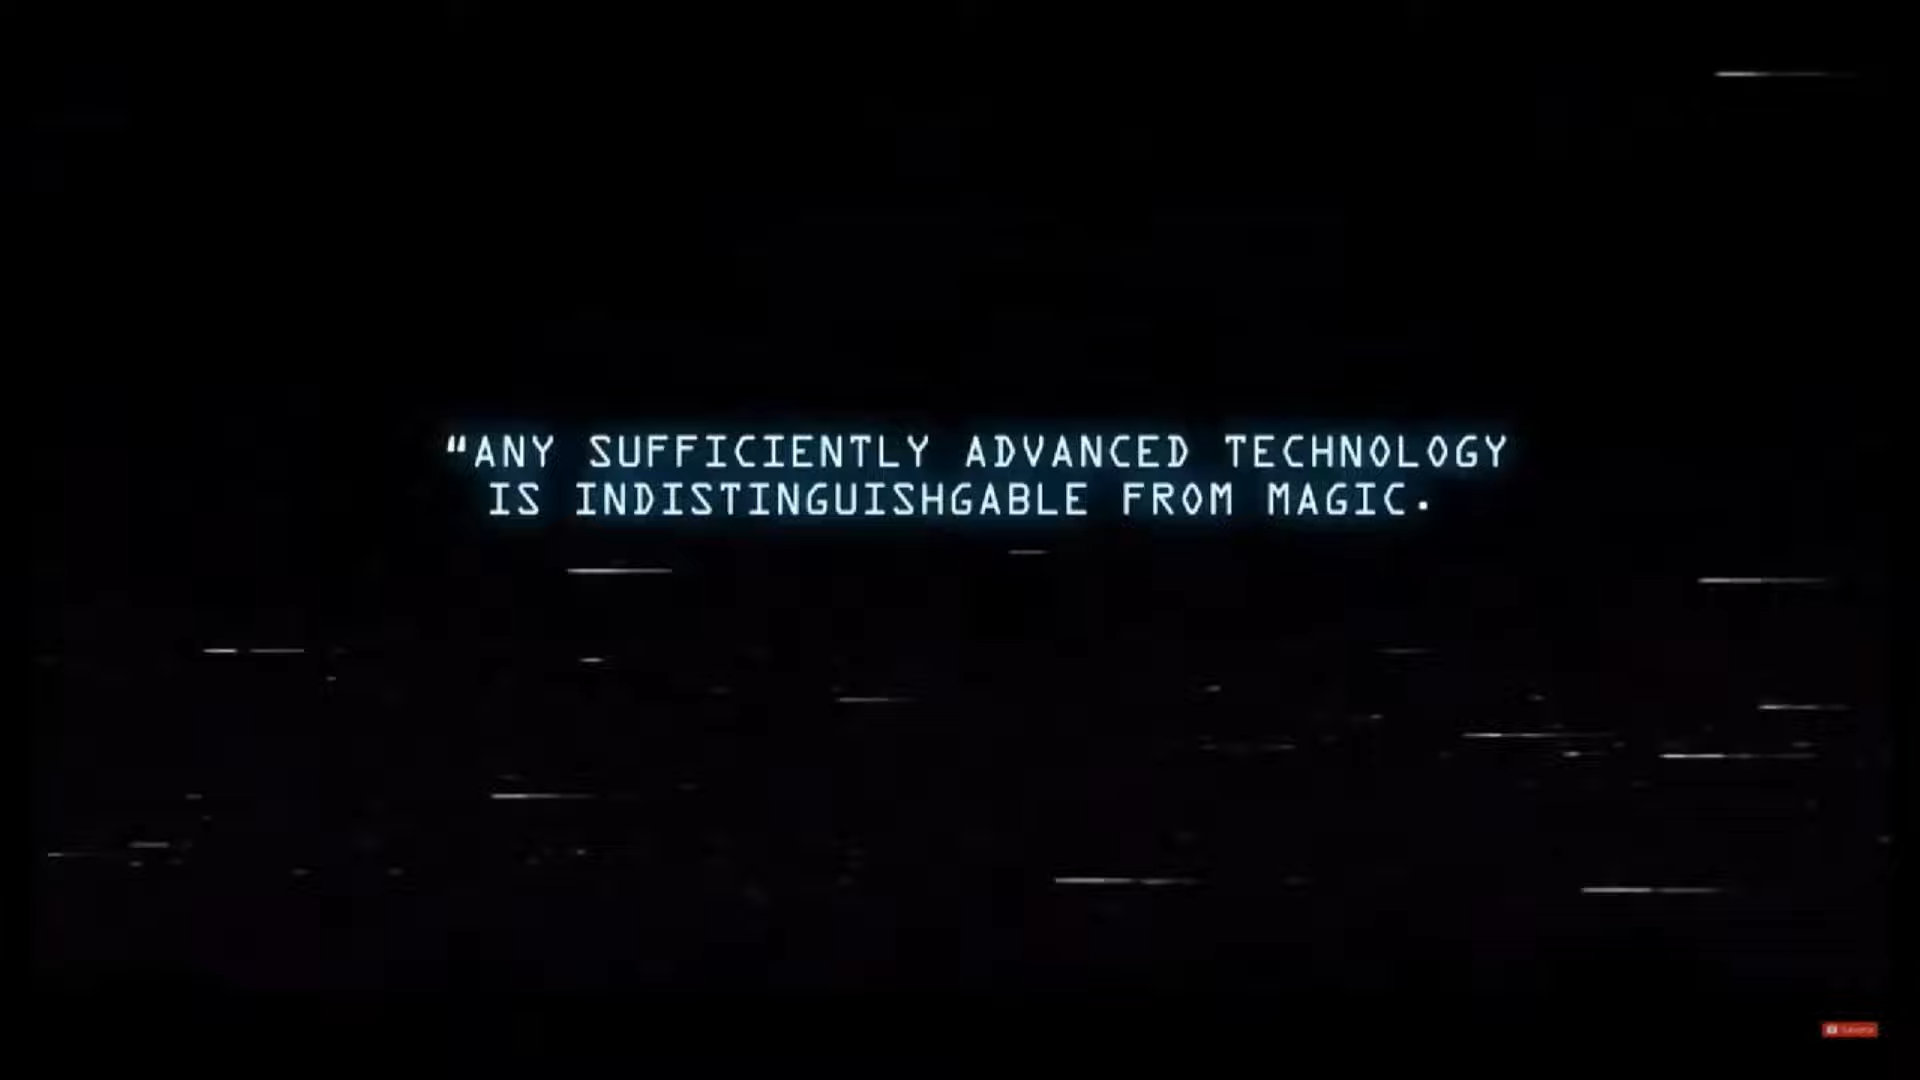 “ANY SUFFICIENTLY ADVANCED TECHNOLOGY
IS INDISTINGUISHGABLE FROM MAGIC.